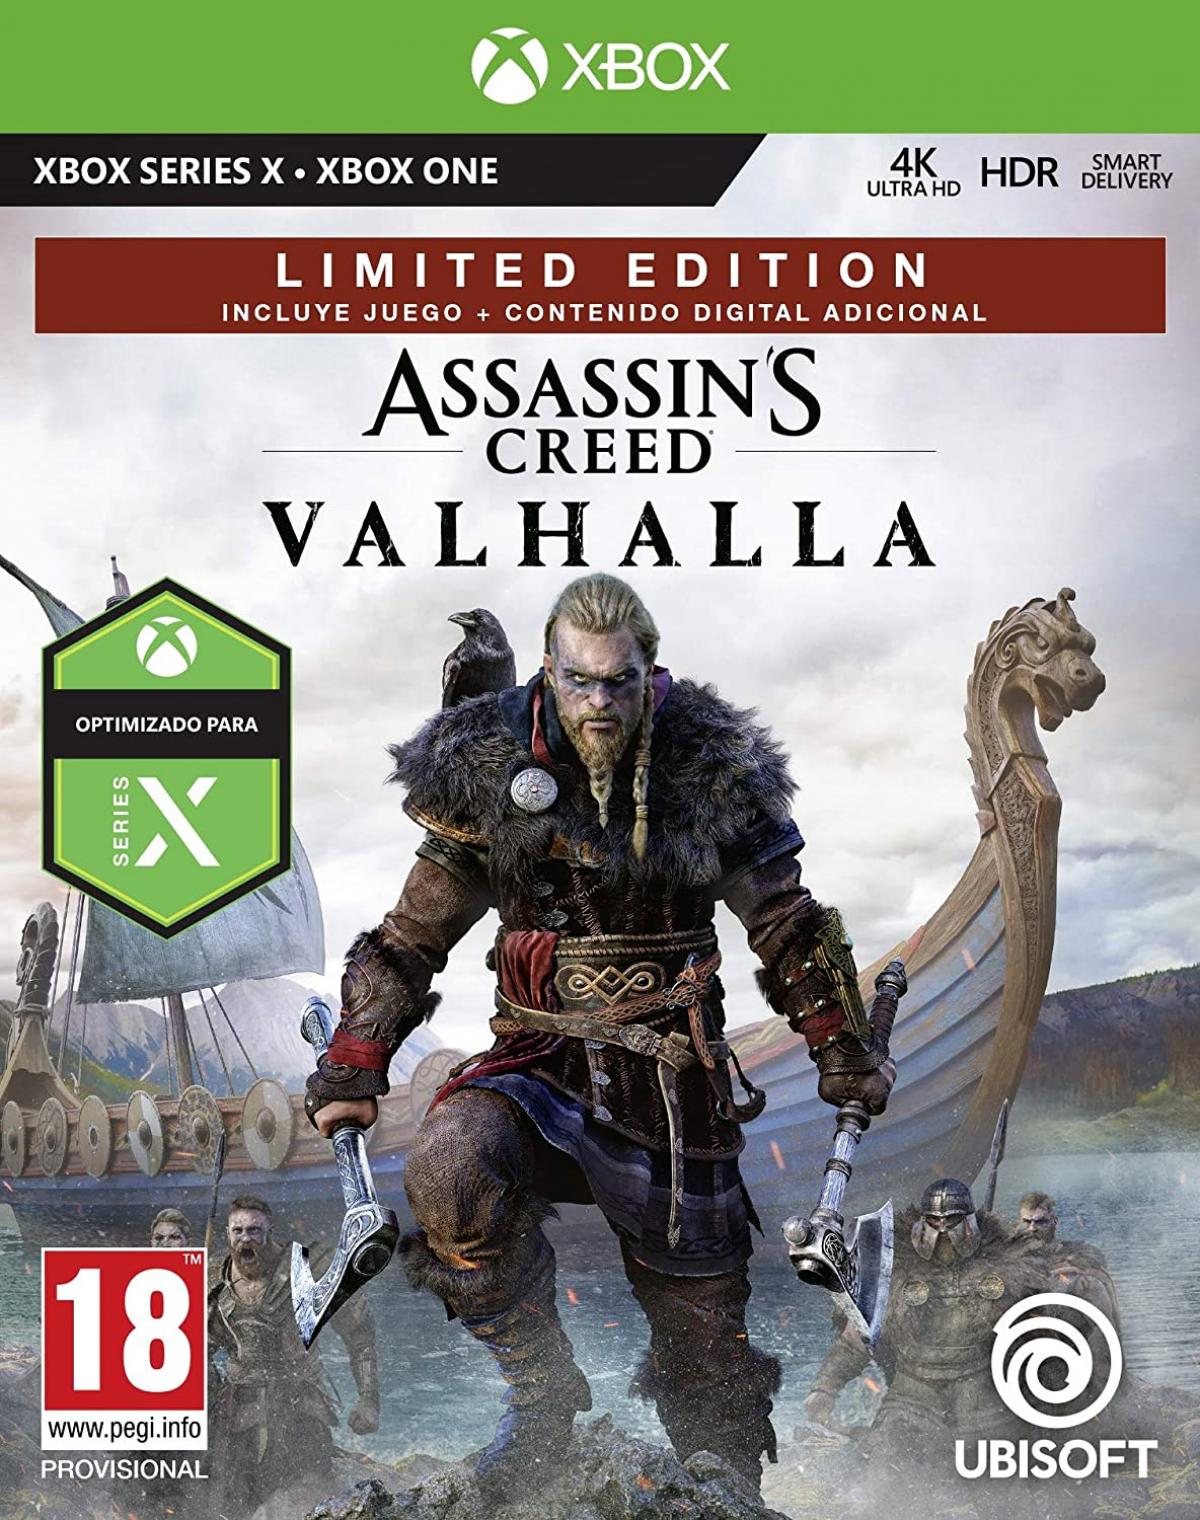 XBOX
XBOX SERIES X • XBOX ONE
4K
ULTRA HD
HDR
SMART
DELIVERY
LIMITED EDITION
INCLUYE JUEGO + CONTENIDO DIGITAL ADICIONAL
ASSASSIN'S
CREED®
VALHALLA
OPTIMIZADO PARA
SERIES X
18™
www.pegi.info
PROVISIONAL
UBISOFT